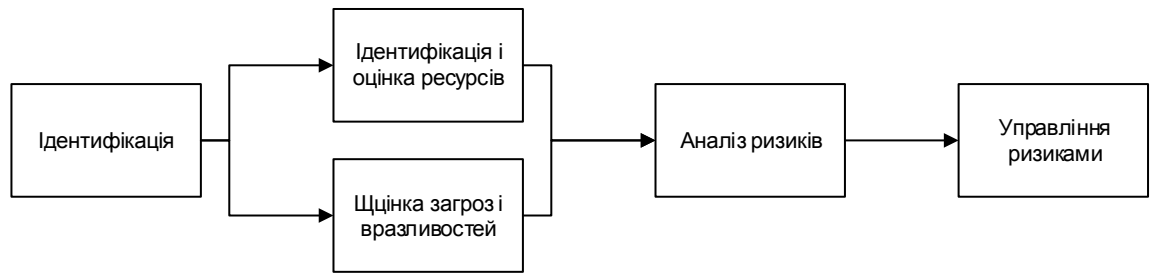 Ідентифікація
Ідентифікація і
оцінка ресурсів
Щцінка загроз і
вразливостей
Аналіз ризиків
Управління
ризиками